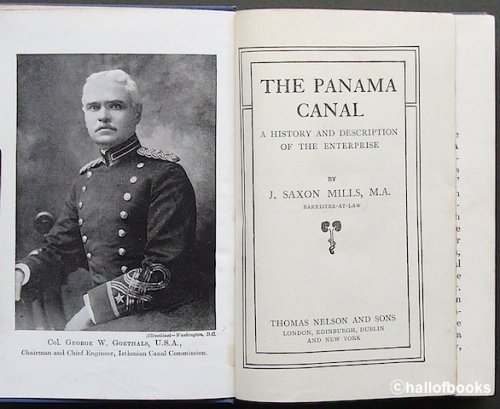 (Clinedinst—Washington, D.C.
Col. George W. Goethals, U.S.A.,
Chairman and Chief Engineer, Isthmian Canal Commission.
THE PANAMA
CANAL
A HISTORY AND DESCRIPTION
OF THE ENTERPRISE
BY
J. SAXON MILLS, M.A.
BARRISTER-AT-LAW
THOMAS NELSON AND SONS
LONDON, EDINBURGH, DUBLIN
AND NEW YORK
©hallofbooks